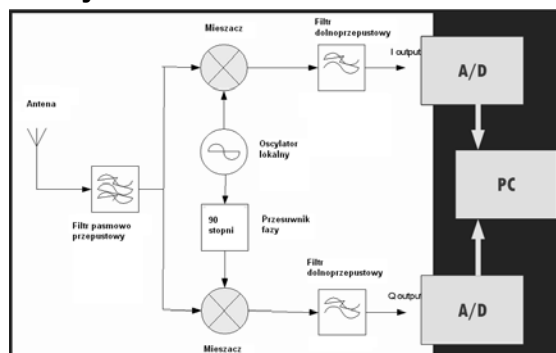 Mieszacz
Filtr
dolnoprzepustowy
I output
A/D
Antena
Oscylator
lokalny
PC
Filtr pasmowo
przepustowy
90
stopni
Przesuwnik
fazy
Filtr
dolnoprzepustowy
Q output
A/D
Mieszacz